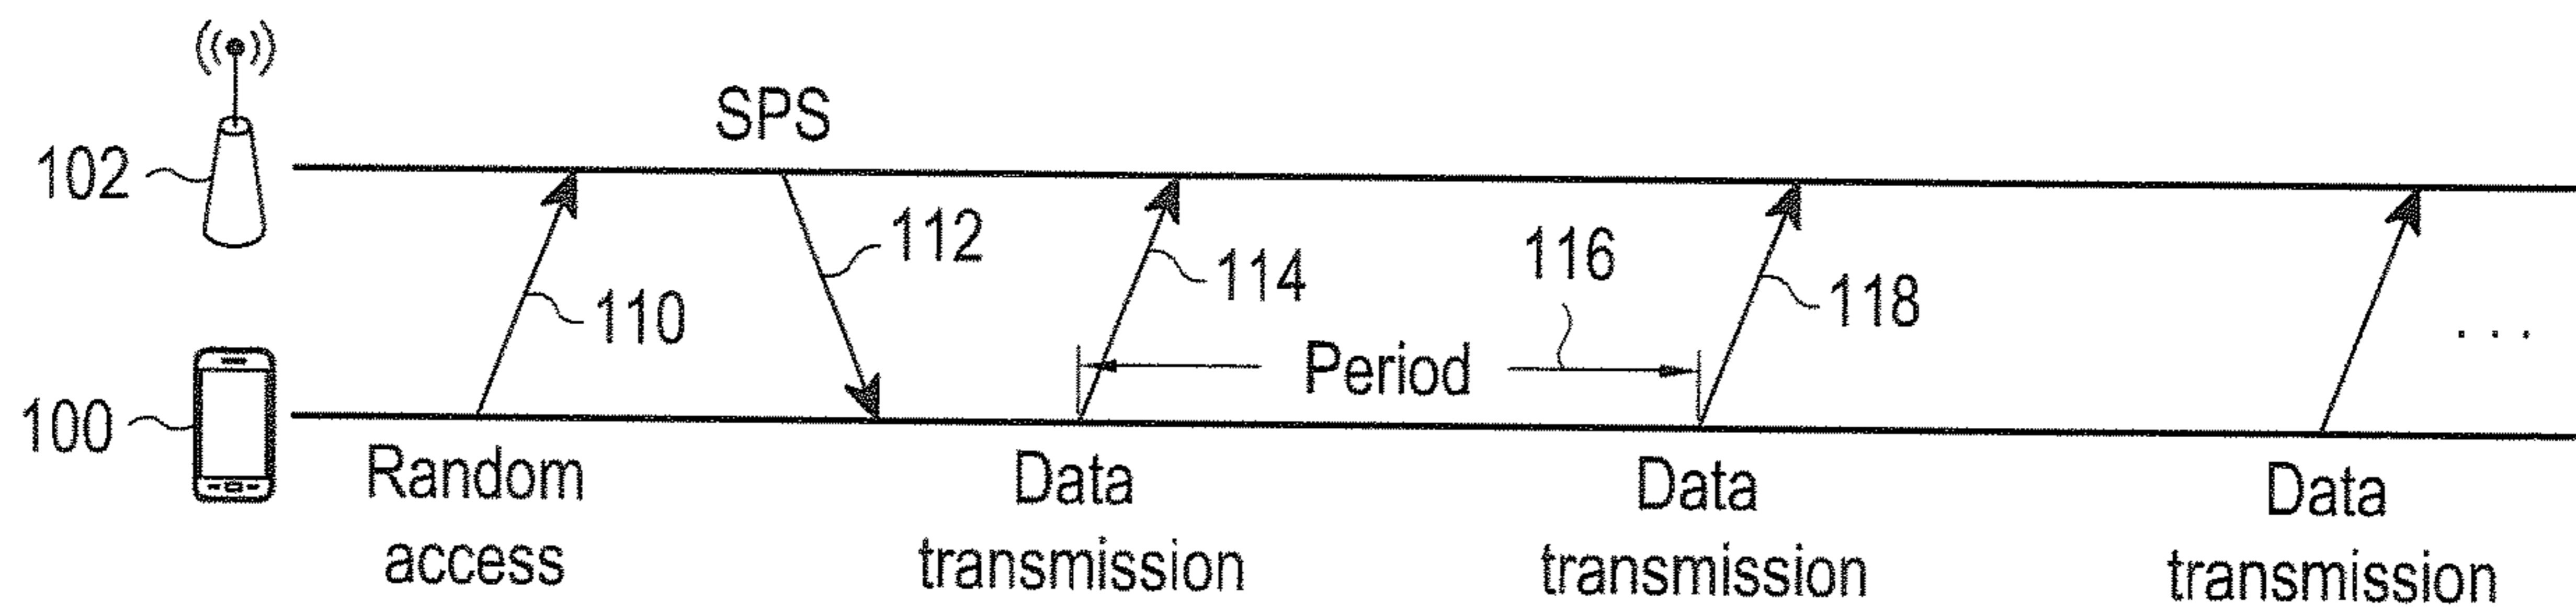 SPS
102
112
114
116
118
110
Period
. . .
100
Random
access
Data
transmission
Data
transmission
Data
transmission